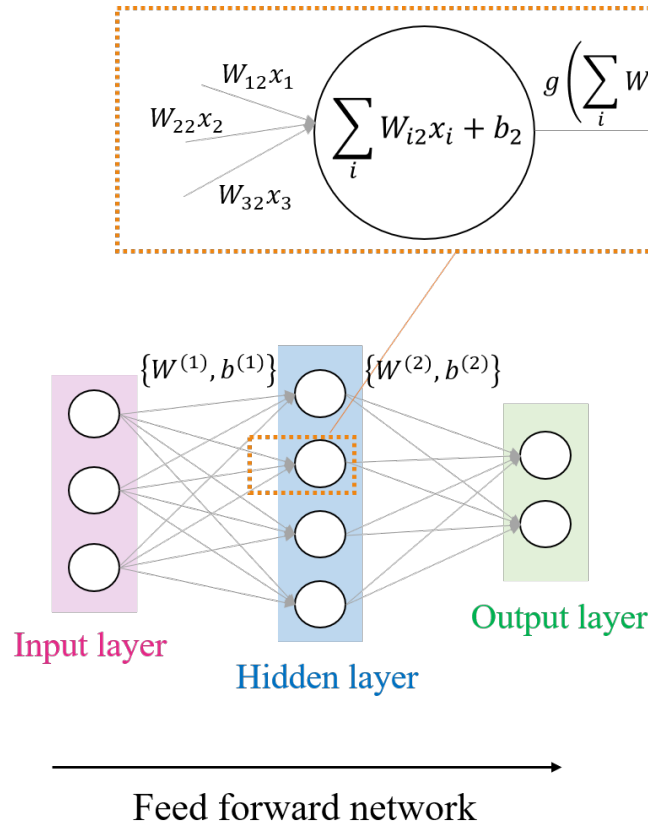 W₁₂x₁
W₂₂x₂
W₃₂x₃
∑ᵢ Wᵢ₂xᵢ + b₂
g(∑ᵢ W
{W⁽¹⁾, b⁽¹⁾}
{W⁽²⁾, b⁽²⁾}
Input layer
Hidden layer
Output layer
Feed forward network